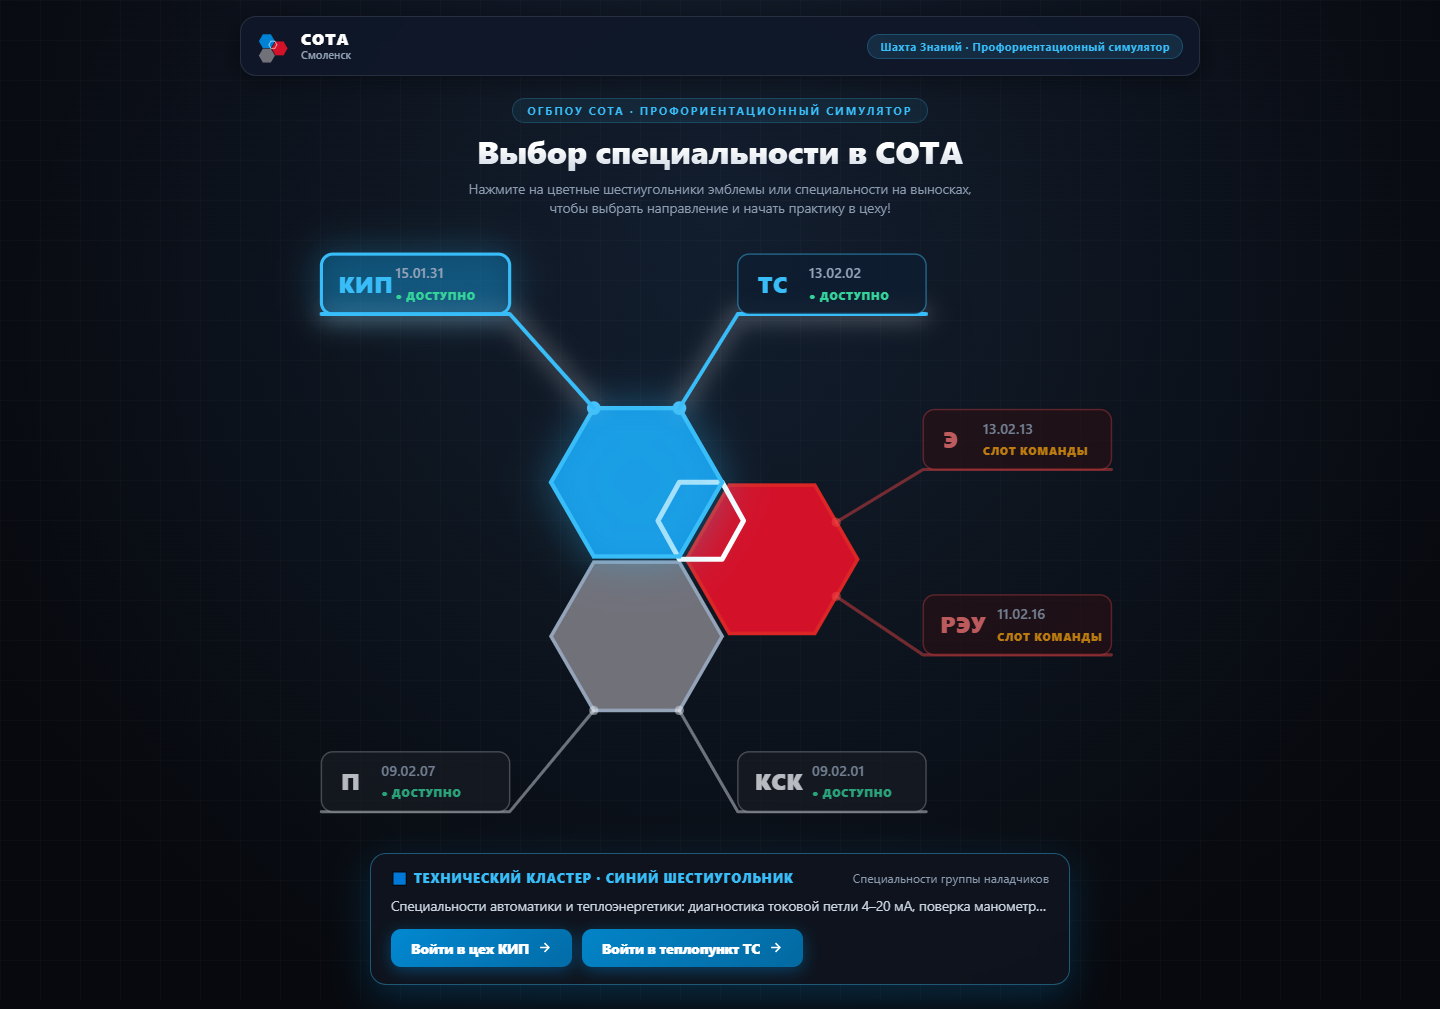 СОТА
Смоленск
Шахта Знаний · Профориентационный симулятор
ОГБПОУ СОТА · ПРОФОРИЕНТАЦИОННЫЙ СИМУЛЯТОР
Выбор специальности в СОТА
Нажмите на цветные шестиугольники эмблемы или специальности на выносках,
чтобы выбрать направление и начать практику в цеху!
КИП
15.01.31
● ДОСТУПНО
ТС
13.02.02
● ДОСТУПНО
Э
13.02.13
СЛОТ КОМАНДЫ
РЭУ
11.02.16
СЛОТ КОМАНДЫ
П
09.02.07
● ДОСТУПНО
КСК
09.02.01
● ДОСТУПНО
ТЕХНИЧЕСКИЙ КЛАСТЕР · СИНИЙ ШЕСТИУГОЛЬНИК
Специальности группы наладчиков
Специальности автоматики и теплоэнергетики: диагностика токовой петли 4–20 мА, поверка манометр...
Войти в цех КИП →
Войти в теплопункт ТС →